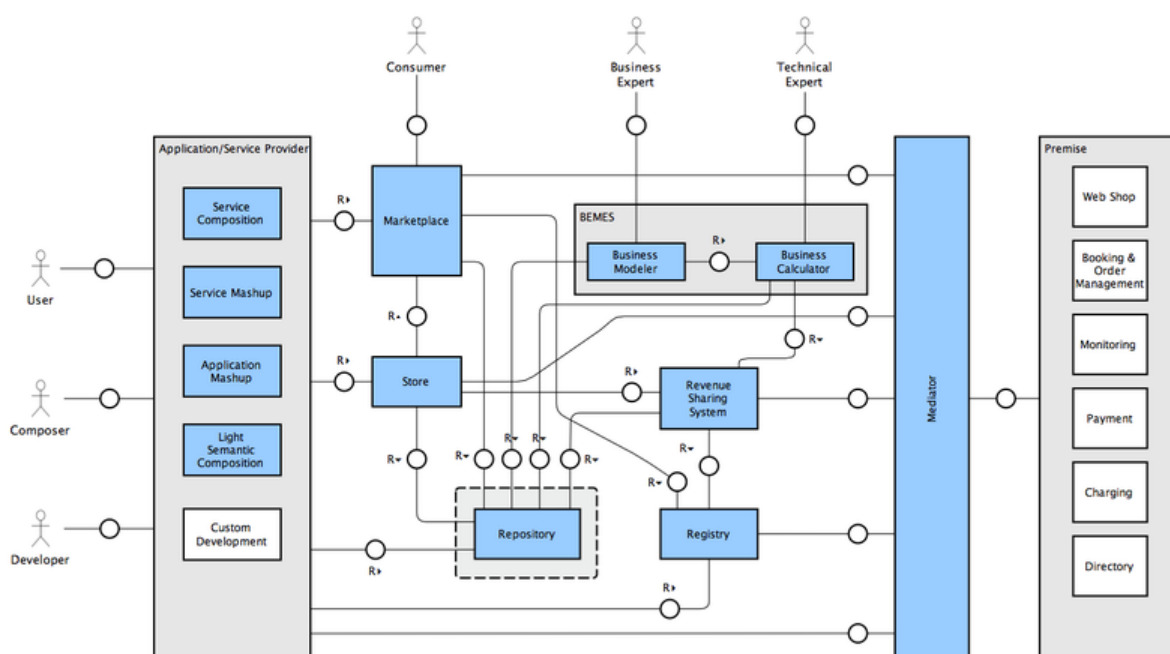 Consumer
Business
Expert
Technical
Expert
Application/Service Provider
Service
Composition
Service Mashup
Application
Mashup
Light
Semantic
Composition
Custom
Development
User
Composer
Developer
R
Marketplace
R
R
Store
R
BEMES
Business
Modeler
R
Business
Calculator
R
R
Revenue
Sharing
System
R
R
R
R
R
R
R
Repository
Registry
R
R
Mediator
Premise
Web Shop
Booking &
Order
Management
Monitoring
Payment
Charging
Directory